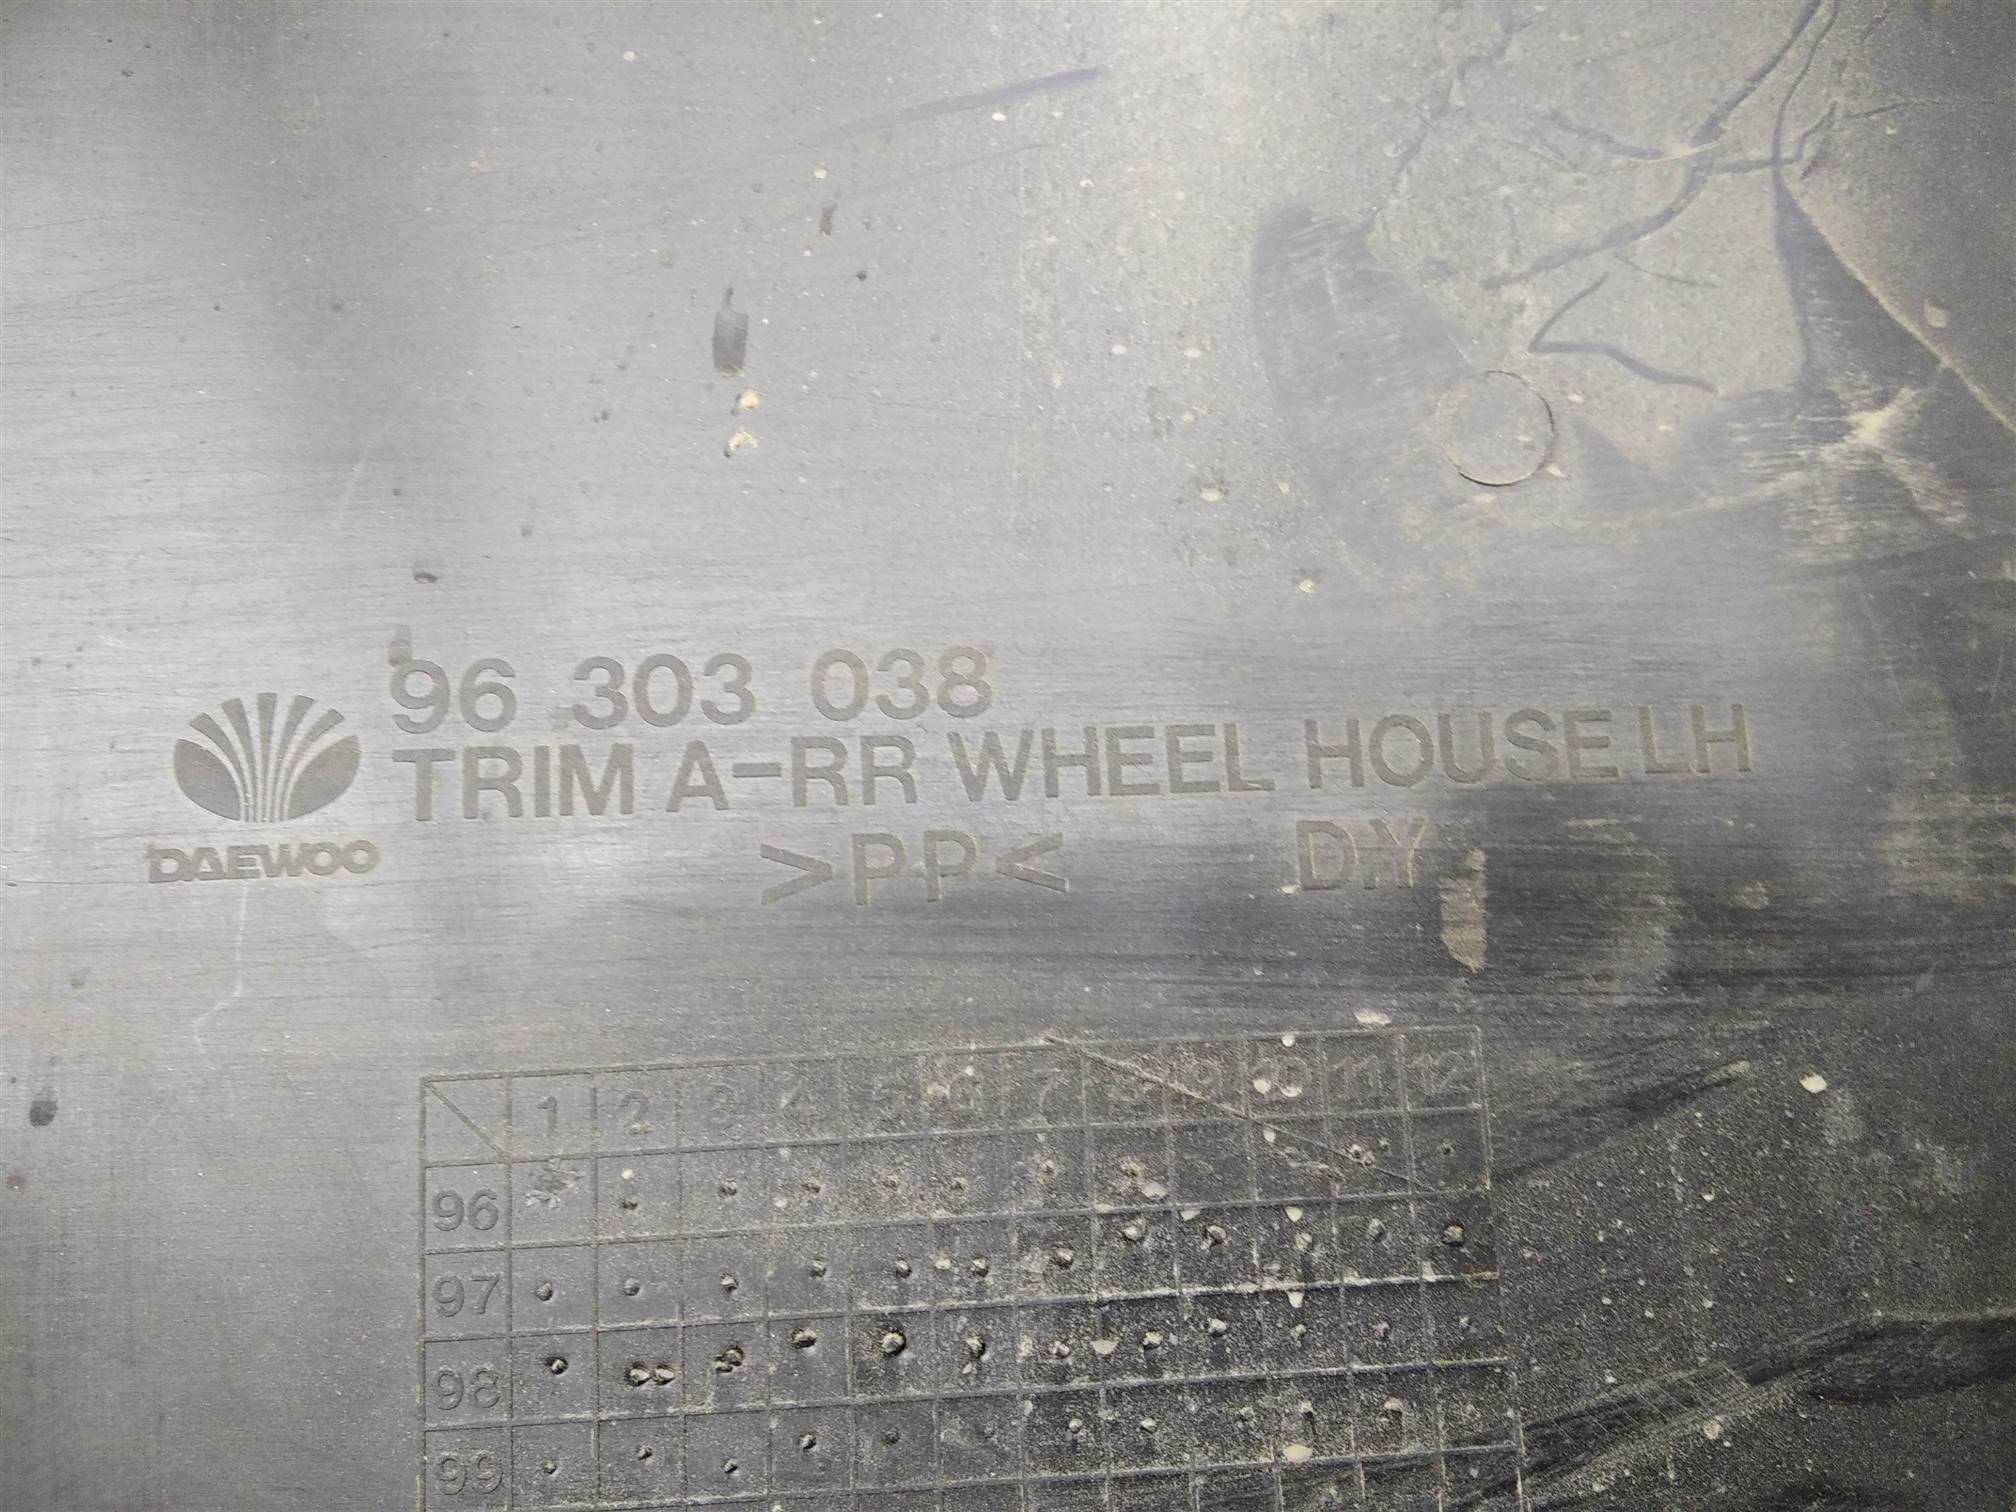 96 303 038
TRIM A-RR WHEEL HOUSE LH
DAEWOO
>PP< DY
1 2 3 4 5 6 7 8 9 10 11 12
96
97
98
99